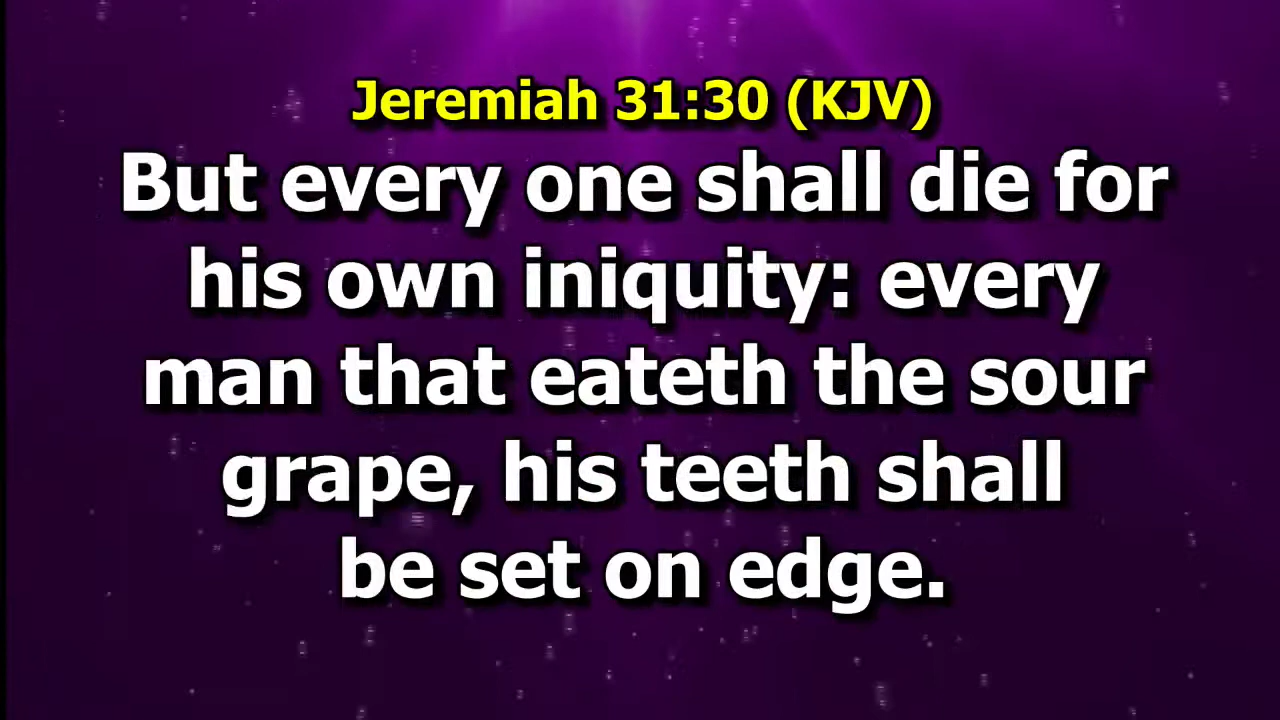 Jeremiah 31:30 (KJV)
But every one shall die for
his own iniquity: every
man that eateth the sour
grape, his teeth shall
be set on edge.